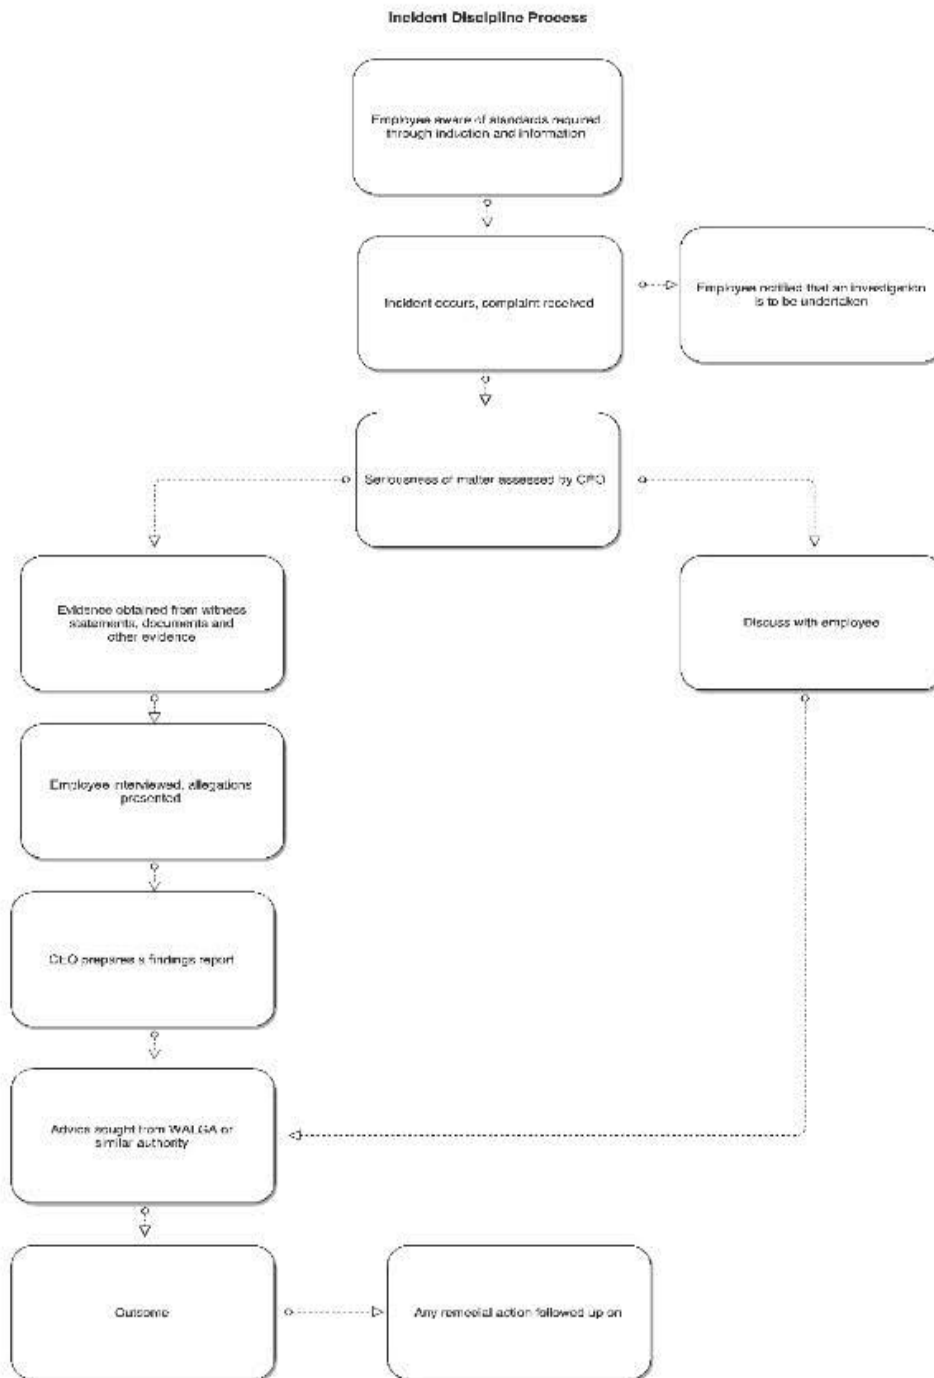 Incident Discipline Process
Employee aware of standards required
through induction and information
Incident occurs, complaint received
Employee notified that an investigation
is to be undertaken
Seriousness of matter assessed by CEO
Evidence obtained from witness
statements, documents and
other evidence
Discuss with employee
Employee interviewed, allegations
presented
CEO prepares a findings report
Advice sought from WALGA or
similar authority
Outcome
Any remedial action followed up on